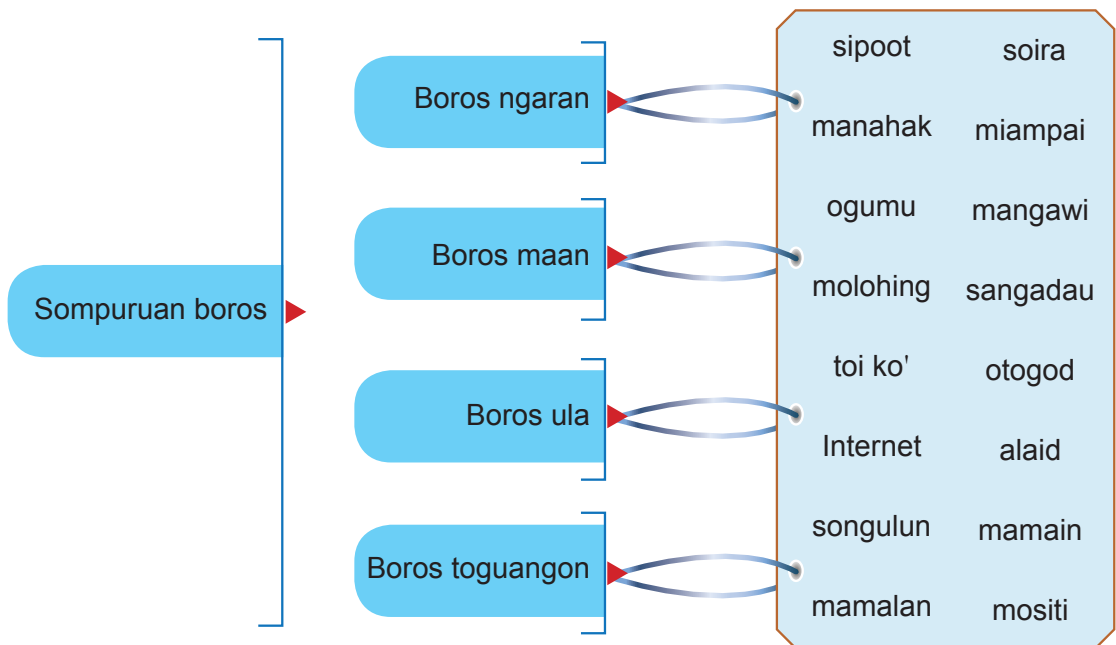 Sompuruan boros
Boros ngaran
Boros maan
Boros ula
Boros toguangon
sipoot soira
manahak miampai
ogumu mangawi
molohing sangadau
toi ko' otogod
Internet alaid
songulun mamain
mamalan mositi